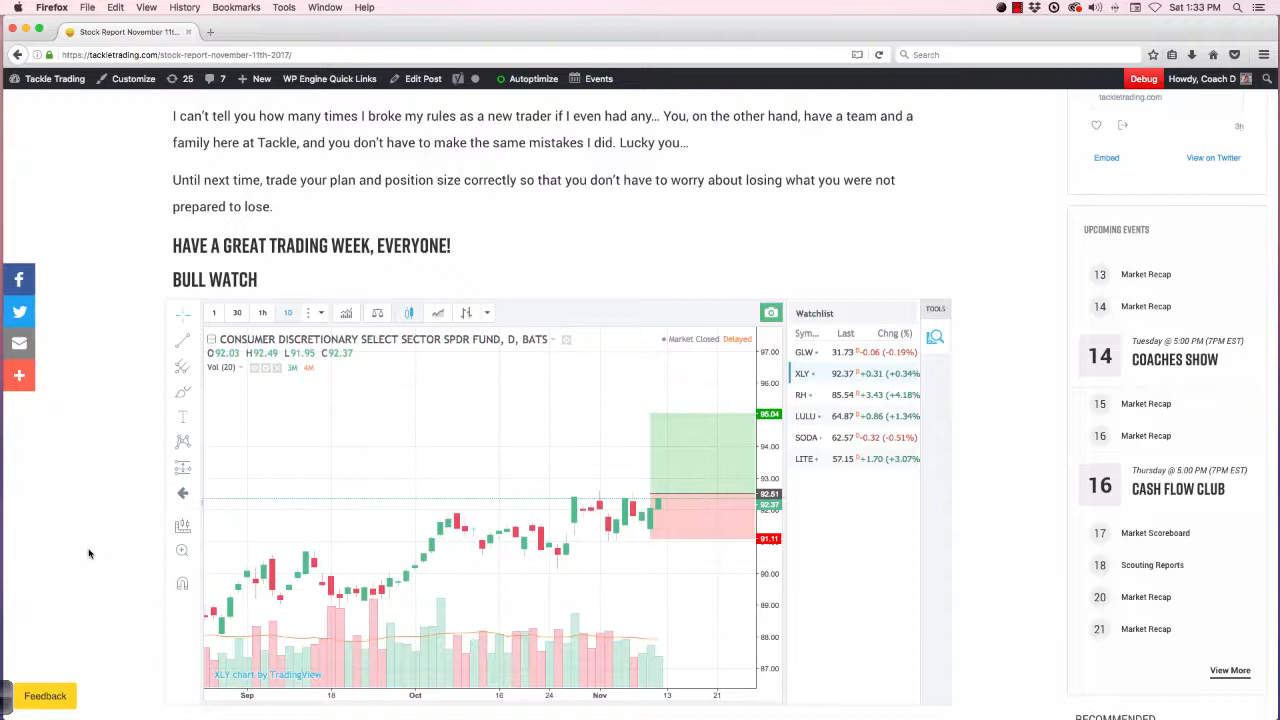 Firefox File Edit View History Bookmarks Tools Window Help
Sat 1:33 PM
Stock Report November 11t...
https://tackletrading.com/stock-report-november-11th-2017/
Search
Tackle Trading Customize 25 7 New WP Engine Quick Links Edit Post Autoptimize Events
Debug Howdy, Coach D
I can't tell you how many times I broke my rules as a new trader if I even had any... You, on the other hand, have a team and a
family here at Tackle, and you don't have to make the same mistakes I did. Lucky you...
Until next time, trade your plan and position size correctly so that you don't have to worry about losing what you were not
prepared to lose.
HAVE A GREAT TRADING WEEK, EVERYONE!
BULL WATCH
1 30 1h 1D
CONSUMER DISCRETIONARY SELECT SECTOR SPDR FUND, D, BATS
Market Closed Delayed
O92.03 H92.49 L91.95 C92.37
Vol (20) 3M 4M
97.00
96.00
95.04
94.00
93.00
92.51
92.37
92.00
91.11
90.00
89.00
88.00
87.00
XLY chart by TradingView
Sep 18 Oct 16 24 Nov 13 21
Watchlist
Sym... Last Chng (%)
GLW 31.73 D -0.06 (-0.19%)
XLY 92.37 D +0.31 (+0.34%
RH 85.54 D +3.43 (+4.18%
LULU 64.87 D +0.86 (+1.34%
SODA 62.57 D -0.32 (-0.51%)
LITE 57.15 D +1.70 (+3.07%
TOOLS
tackletrading.com
3h
Embed View on Twitter
UPCOMING EVENTS
13 Market Recap
14 Market Recap
14 Tuesday @ 5:00 PM (7PM EST)
COACHES SHOW
15 Market Recap
16 Market Recap
16 Thursday @ 5:00 PM (7PM EST)
CASH FLOW CLUB
17 Market Scoreboard
18 Scouting Reports
20 Market Recap
21 Market Recap
View More
RECOMMENDED
Feedback